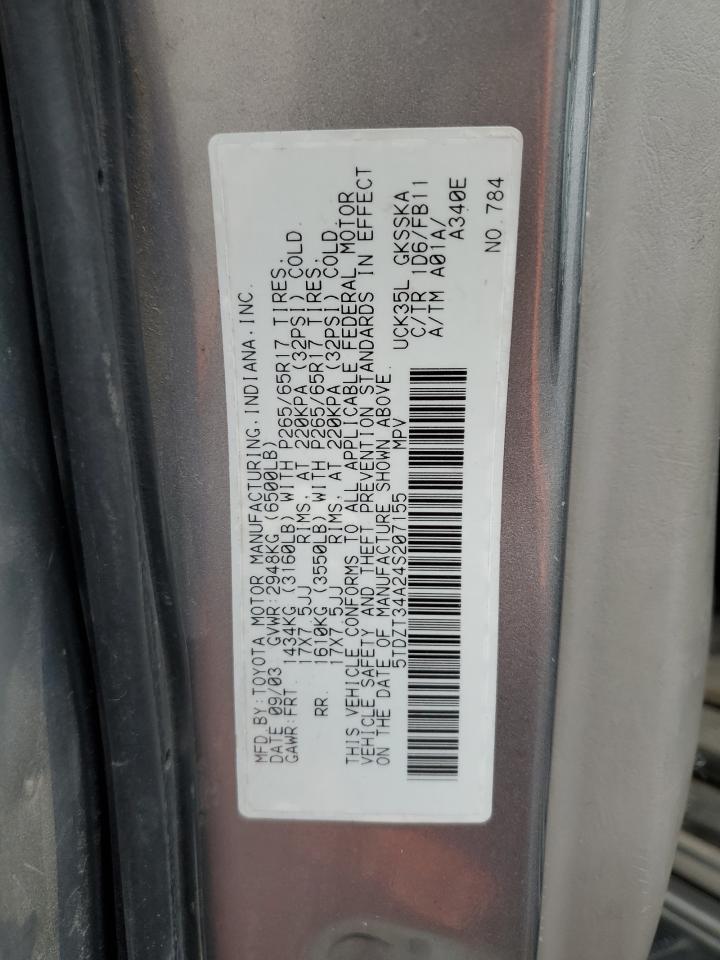 MFD.BY:TOYOTA MOTOR MANUFACTURING,INDIANA,INC.
DATE 09/03 GVWR:2948KG (6500LB)
GAWR:FRT. 1434KG (3160LB) WITH P265/65R17 TIRES,
17X7.5JJ RIMS, AT 220KPA (32PSI) COLD.
RR. 1610KG (3550LB) WITH P265/65R17 TIRES,
17X7.5JJ RIMS, AT 220KPA (32PSI) COLD.
THIS VEHICLE CONFORMS TO ALL APPLICABLE FEDERAL MOTOR
VEHICLE SAFETY AND THEFT PREVENTION STANDARDS IN EFFECT
ON THE DATE OF MANUFACTURE SHOWN ABOVE.
5TDZT34A24S207155 MPV
UCK35L GKSSKA
C/TR 1D6/FB11
A/TM A01A/
A340E
NO.784